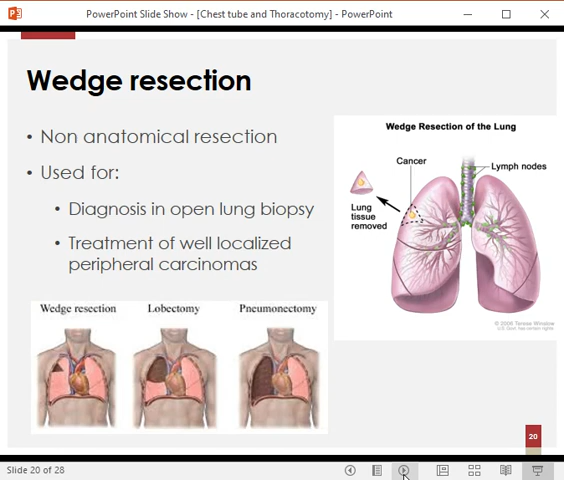 PowerPoint Slide Show - [Chest tube and Thoracotomy] - PowerPoint
Wedge resection
• Non anatomical resection
• Used for:
• Diagnosis in open lung biopsy
• Treatment of well localized
peripheral carcinomas
Wedge Resection of the Lung
Cancer
Lymph nodes
Lung
tissue
removed
© 2006 Terese Winslow
U.S. Govt. has certain rights
Wedge resection
Lobectomy
Pneumonectomy
20
Slide 20 of 28